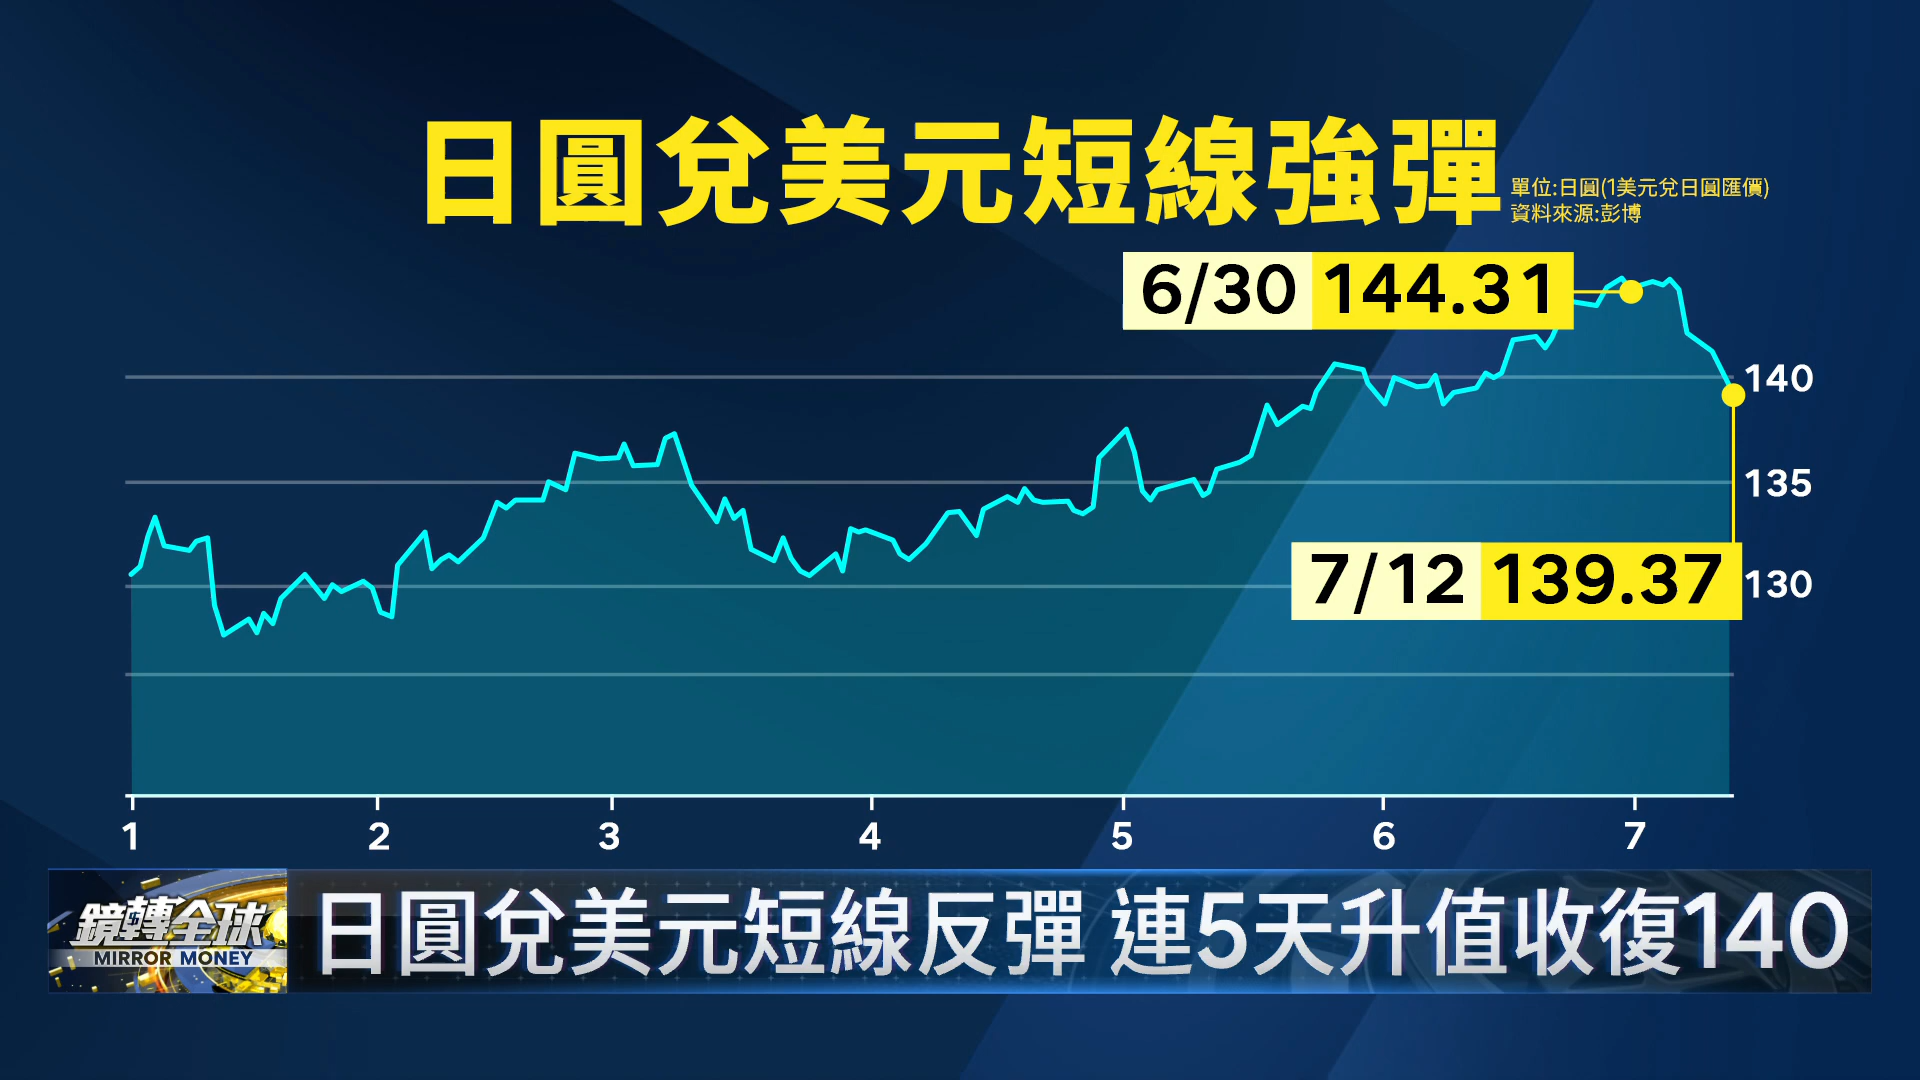 日圓兌美元短線強彈
單位:日圓(1美元兌日圓匯價)
資料來源:彭博
6/30 144.31
140
135
7/12 139.37
130
1 2 3 4 5 6 7
鏡轉全球
MIRROR MONEY
日圓兌美元短線反彈 連5天升值收復140